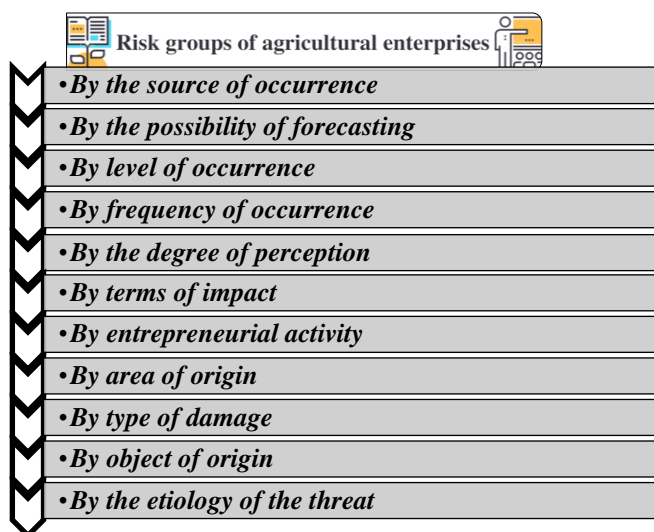 Risk groups of agricultural enterprises
•By the source of occurrence
•By the possibility of forecasting
•By level of occurrence
•By frequency of occurrence
•By the degree of perception
•By terms of impact
•By entrepreneurial activity
•By area of origin
•By type of damage
•By object of origin
•By the etiology of the threat